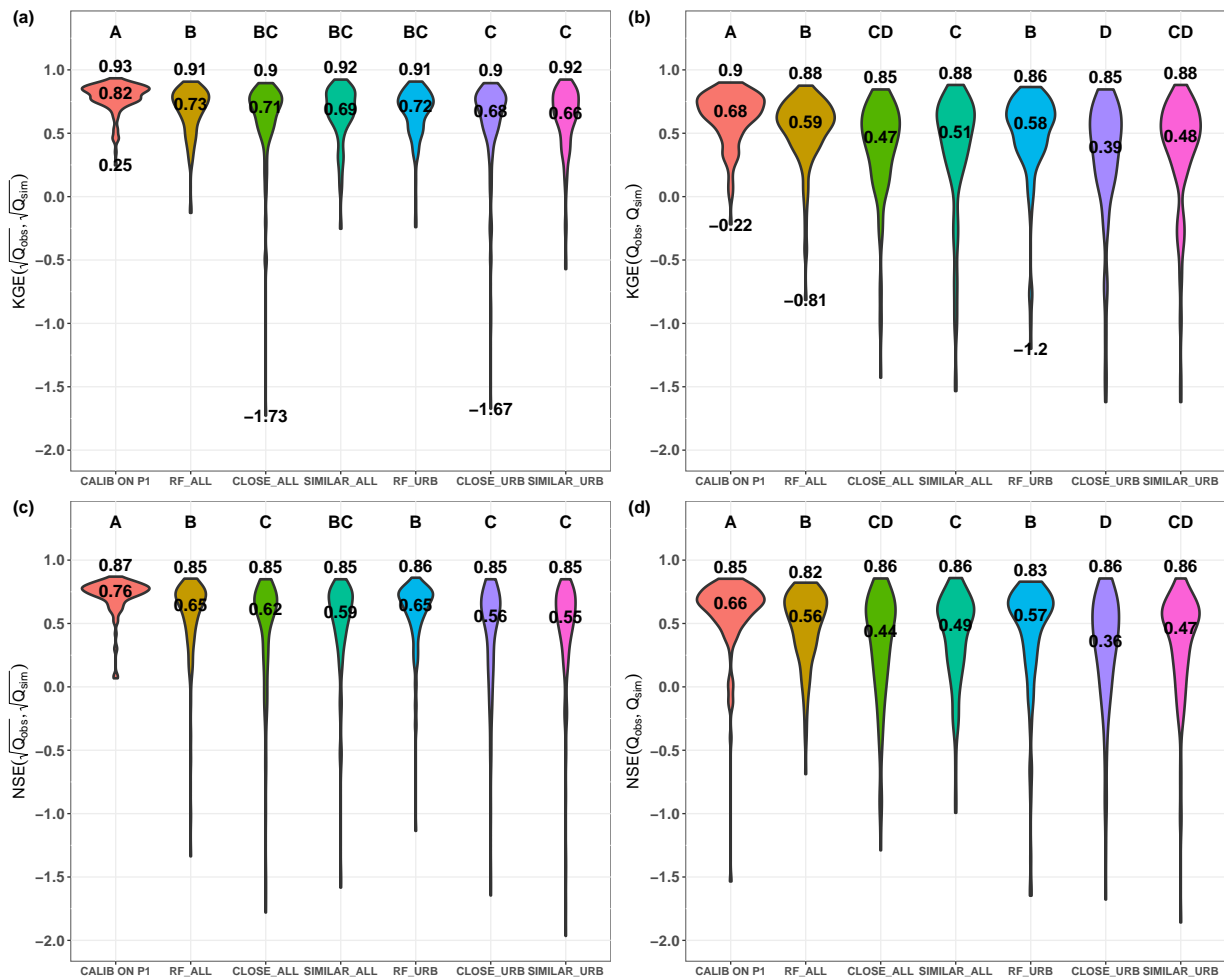 (a)
A B BC BC BC C C
0.93 0.91 0.9 0.92 0.91 0.9 0.92
1.0
0.82 0.73 0.71 0.69 0.72 0.68 0.66
0.5
0.25
0.0
−0.5
−1.0
−1.5
−1.73 −1.67
−2.0
KGE(√Qobs, √Qsim)
CALIB ON P1 RF_ALL CLOSE_ALL SIMILAR_ALL RF_URB CLOSE_URB SIMILAR_URB
(b)
A B CD C B D CD
0.9 0.88 0.85 0.88 0.86 0.85 0.88
1.0
0.68 0.59 0.47 0.51 0.58 0.39 0.48
0.5
0.0
−0.22
−0.5
−0.81
−1.0
−1.2
−1.5
−2.0
KGE(Qobs, Qsim)
CALIB ON P1 RF_ALL CLOSE_ALL SIMILAR_ALL RF_URB CLOSE_URB SIMILAR_URB
(c)
A B C BC B C C
0.87 0.85 0.85 0.85 0.86 0.85 0.85
1.0
0.76 0.65 0.62 0.59 0.65 0.56 0.55
0.5
0.0
−0.5
−1.0
−1.5
−2.0
NSE(√Qobs, √Qsim)
CALIB ON P1 RF_ALL CLOSE_ALL SIMILAR_ALL RF_URB CLOSE_URB SIMILAR_URB
(d)
A B CD C B D CD
0.85 0.82 0.86 0.86 0.83 0.86 0.86
1.0
0.66 0.56 0.44 0.49 0.57 0.36 0.47
0.5
0.0
−0.5
−1.0
−1.5
−2.0
NSE(Qobs, Qsim)
CALIB ON P1 RF_ALL CLOSE_ALL SIMILAR_ALL RF_URB CLOSE_URB SIMILAR_URB